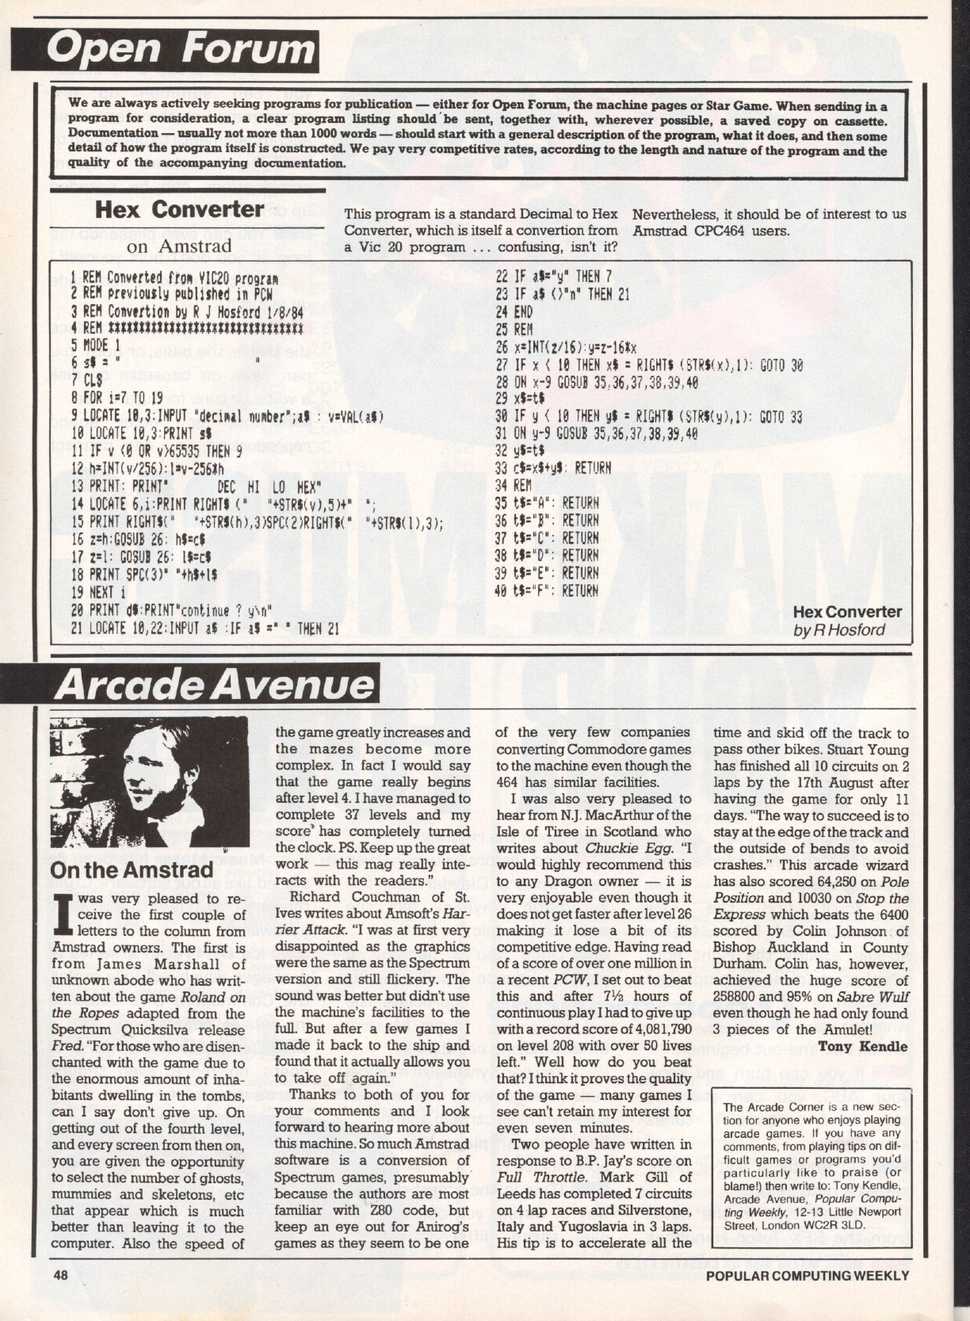 Open Forum
We are always actively seeking programs for publication — either for Open Forum, the machine pages or Star Game. When sending in a
program for consideration, a clear program listing should be sent, together with, wherever possible, a saved copy on cassette.
Documentation — usually not more than 1000 words — should start with a general description of the program, what it does, and then some
detail of how the program itself is constructed. We pay very competitive rates, according to the length and nature of the program and the
quality of the accompanying documentation.
Hex Converter
on Amstrad
This program is a standard Decimal to Hex
Converter, which is itself a convertion from
a Vic 20 program ... confusing, isn't it?
Nevertheless, it should be of interest to us
Amstrad CPC464 users.
1 REM Converted from VIC20 program
2 REM previously published in PCW
3 REM Convertion by R J Hosford 1/8/84
4 REM ********************************
5 MODE 1
6 s$ = "                    "
7 CLS
8 FOR i=7 TO 19
9 LOCATE 10,3:INPUT "decimal number";a$ : v=VAL(a$)
10 LOCATE 10,3:PRINT s$
11 IF v <0 OR v>65535 THEN 9
12 h=INT(v/256):l=v-256*h
13 PRINT: PRINT"       DEC  HI  LO  HEX"
14 LOCATE 6,i:PRINT RIGHT$ ("   "+STR$(v),5)+"  ";
15 PRINT RIGHT$("   "+STR$(h),3)SPC(2)RIGHT$("  "+STR$(l),3);
16 z=h:GOSUB 26: h$=c$
17 z=l: GOSUB 26: l$=c$
18 PRINT SPC(3)" "+h$+l$
19 NEXT i
20 PRINT d$:PRINT"continue ? y\n"
21 LOCATE 10,22:INPUT a$ :IF a$ =" " THEN 21
22 IF a$="y" THEN 7
23 IF a$ <>"n" THEN 21
24 END
25 REM
26 x=INT(z/16):y=z-16*x
27 IF x < 10 THEN x$ = RIGHT$ (STR$(x),1): GOTO 30
28 ON x-9 GOSUB 35,36,37,38,39,40
29 x$=t$
30 IF y < 10 THEN y$ = RIGHT$ (STR$(y),1): GOTO 33
31 ON y-9 GOSUB 35,36,37,38,39,40
32 y$=t$
33 c$=x$+y$: RETURN
34 REM
35 t$="A": RETURN
36 t$="B": RETURN
37 t$="C": RETURN
38 t$="D": RETURN
39 t$="E": RETURN
40 t$="F": RETURN
Hex Converter
by R Hosford
Arcade Avenue
On the Amstrad
I was very pleased to re-
ceive the first couple of
letters to the column from
Amstrad owners. The first is
from James Marshall of
unknown abode who has writ-
ten about the game Roland on
the Ropes adapted from the
Spectrum Quicksilva release
Fred. "For those who are disen-
chanted with the game due to
the enormous amount of inha-
bitants dwelling in the tombs,
can I say don't give up. On
getting out of the fourth level,
and every screen from then on,
you are given the opportunity
to select the number of ghosts,
mummies and skeletons, etc
that appear which is much
better than leaving it to the
computer. Also the speed of
the game greatly increases and
the mazes become more
complex. In fact I would say
that the game really begins
after level 4. I have managed to
complete 37 levels and my
score has completely turned
the clock. PS. Keep up the great
work — this mag really inte-
racts with the readers."
Richard Couchman of St.
Ives writes about Amsoft's Har-
rier Attack. "I was at first very
disappointed as the graphics
were the same as the Spectrum
version and still flickery. The
sound was better but didn't use
the machine's facilities to the
full. But after a few games I
made it back to the ship and
found that it actually allows you
to take off again."
Thanks to both of you for
your comments and I look
forward to hearing more about
this machine. So much Amstrad
software is a conversion of
Spectrum games, presumably
because the authors are most
familiar with Z80 code, but
keep an eye out for Anirog's
games as they seem to be one
of the very few companies
converting Commodore games
to the machine even though the
464 has similar facilities.
I was also very pleased to
hear from N.J. MacArthur of the
Isle of Tiree in Scotland who
writes about Chuckie Egg. "I
would highly recommend this
to any Dragon owner — it is
very enjoyable even though it
does not get faster after level 26
making it lose a bit of its
competitive edge. Having read
of a score of over one million in
a recent PCW, I set out to beat
this and after 7½ hours of
continuous play I had to give up
with a record score of 4,081,790
on level 208 with over 50 lives
left." Well how do you beat
that? I think it proves the quality
of the game — many games I
see can't retain my interest for
even seven minutes.
Two people have written in
response to B.P. Jay's score on
Full Throttle. Mark Gill of
Leeds has completed 7 circuits
on 4 lap races and Silverstone,
Italy and Yugoslavia in 3 laps.
His tip is to accelerate all the
time and skid off the track to
pass other bikes. Stuart Young
has finished all 10 circuits on 2
laps by the 17th August after
having the game for only 11
days. "The way to succeed is to
stay at the edge of the track and
the outside of bends to avoid
crashes." This arcade wizard
has also scored 64,250 on Pole
Position and 10030 on Stop the
Express which beats the 6400
scored by Colin Johnson of
Bishop Auckland in County
Durham. Colin has, however,
achieved the huge score of
258800 and 95% on Sabre Wulf
even though he had only found
3 pieces of the Amulet!
Tony Kendle
The Arcade Corner is a new sec-
tion for anyone who enjoys playing
arcade games. If you have any
comments, from playing tips on dif-
ficult games or programs you'd
particularly like to praise (or
blame!) then write to: Tony Kendle,
Arcade Avenue, Popular Compu-
ting Weekly, 12-13 Little Newport
Street, London WC2R 3LD.
48
POPULAR COMPUTING WEEKLY